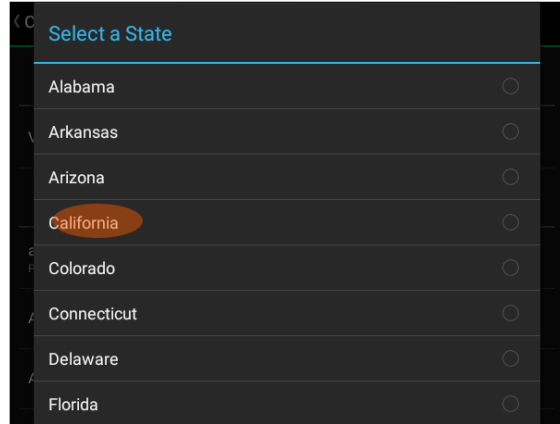 Select a State
Alabama
Arkansas
Arizona
California
Colorado
Connecticut
Delaware
Florida